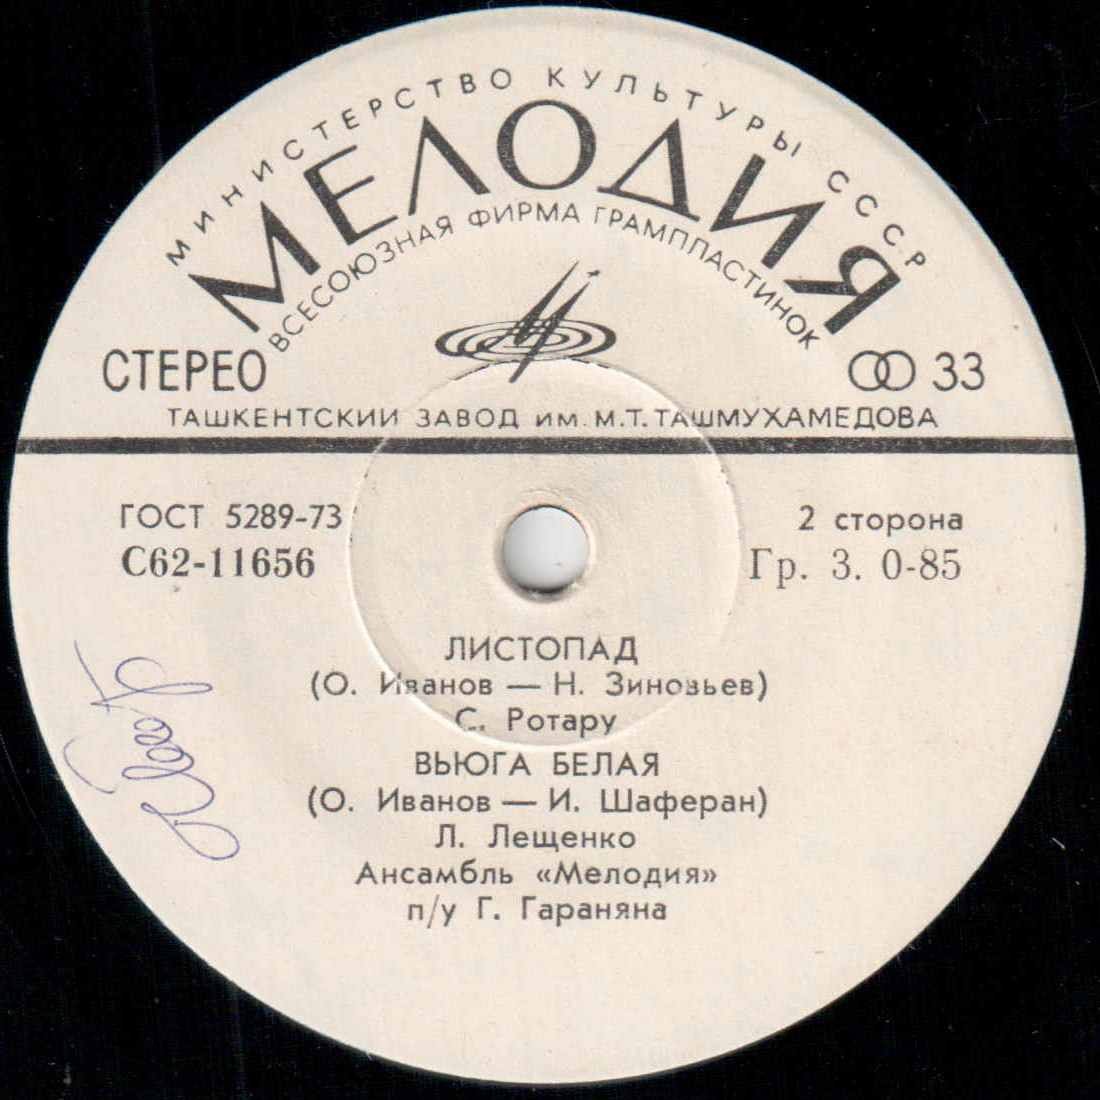 МИНИСТЕРСТВО КУЛЬТУРЫ СССР
МЕЛОДИЯ
ВСЕСОЮЗНАЯ ФИРМА ГРАМПЛАСТИНОК
СТЕРЕО 33
ТАШКЕНТСКИЙ ЗАВОД им. М.Т. ТАШМУХАМЕДОВА
ГОСТ 5289-73 2 сторона
С62-11656 Гр. 3. 0-85
ЛИСТОПАД
(О. Иванов — Н. Зиновьев)
С. Ротару
ВЬЮГА БЕЛАЯ
(О. Иванов — И. Шаферан)
Л. Лещенко
Ансамбль «Мелодия»
п/у Г. Гараняна